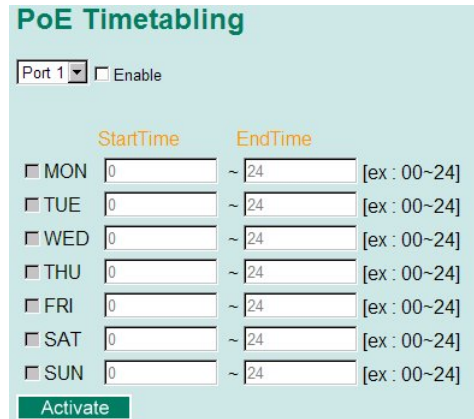 PoE Timetabling
Port 1 Enable
StartTime EndTime
MON 0 ~ 24 [ex : 00~24]
TUE 0 ~ 24 [ex : 00~24]
WED 0 ~ 24 [ex : 00~24]
THU 0 ~ 24 [ex : 00~24]
FRI 0 ~ 24 [ex : 00~24]
SAT 0 ~ 24 [ex : 00~24]
SUN 0 ~ 24 [ex : 00~24]
Activate